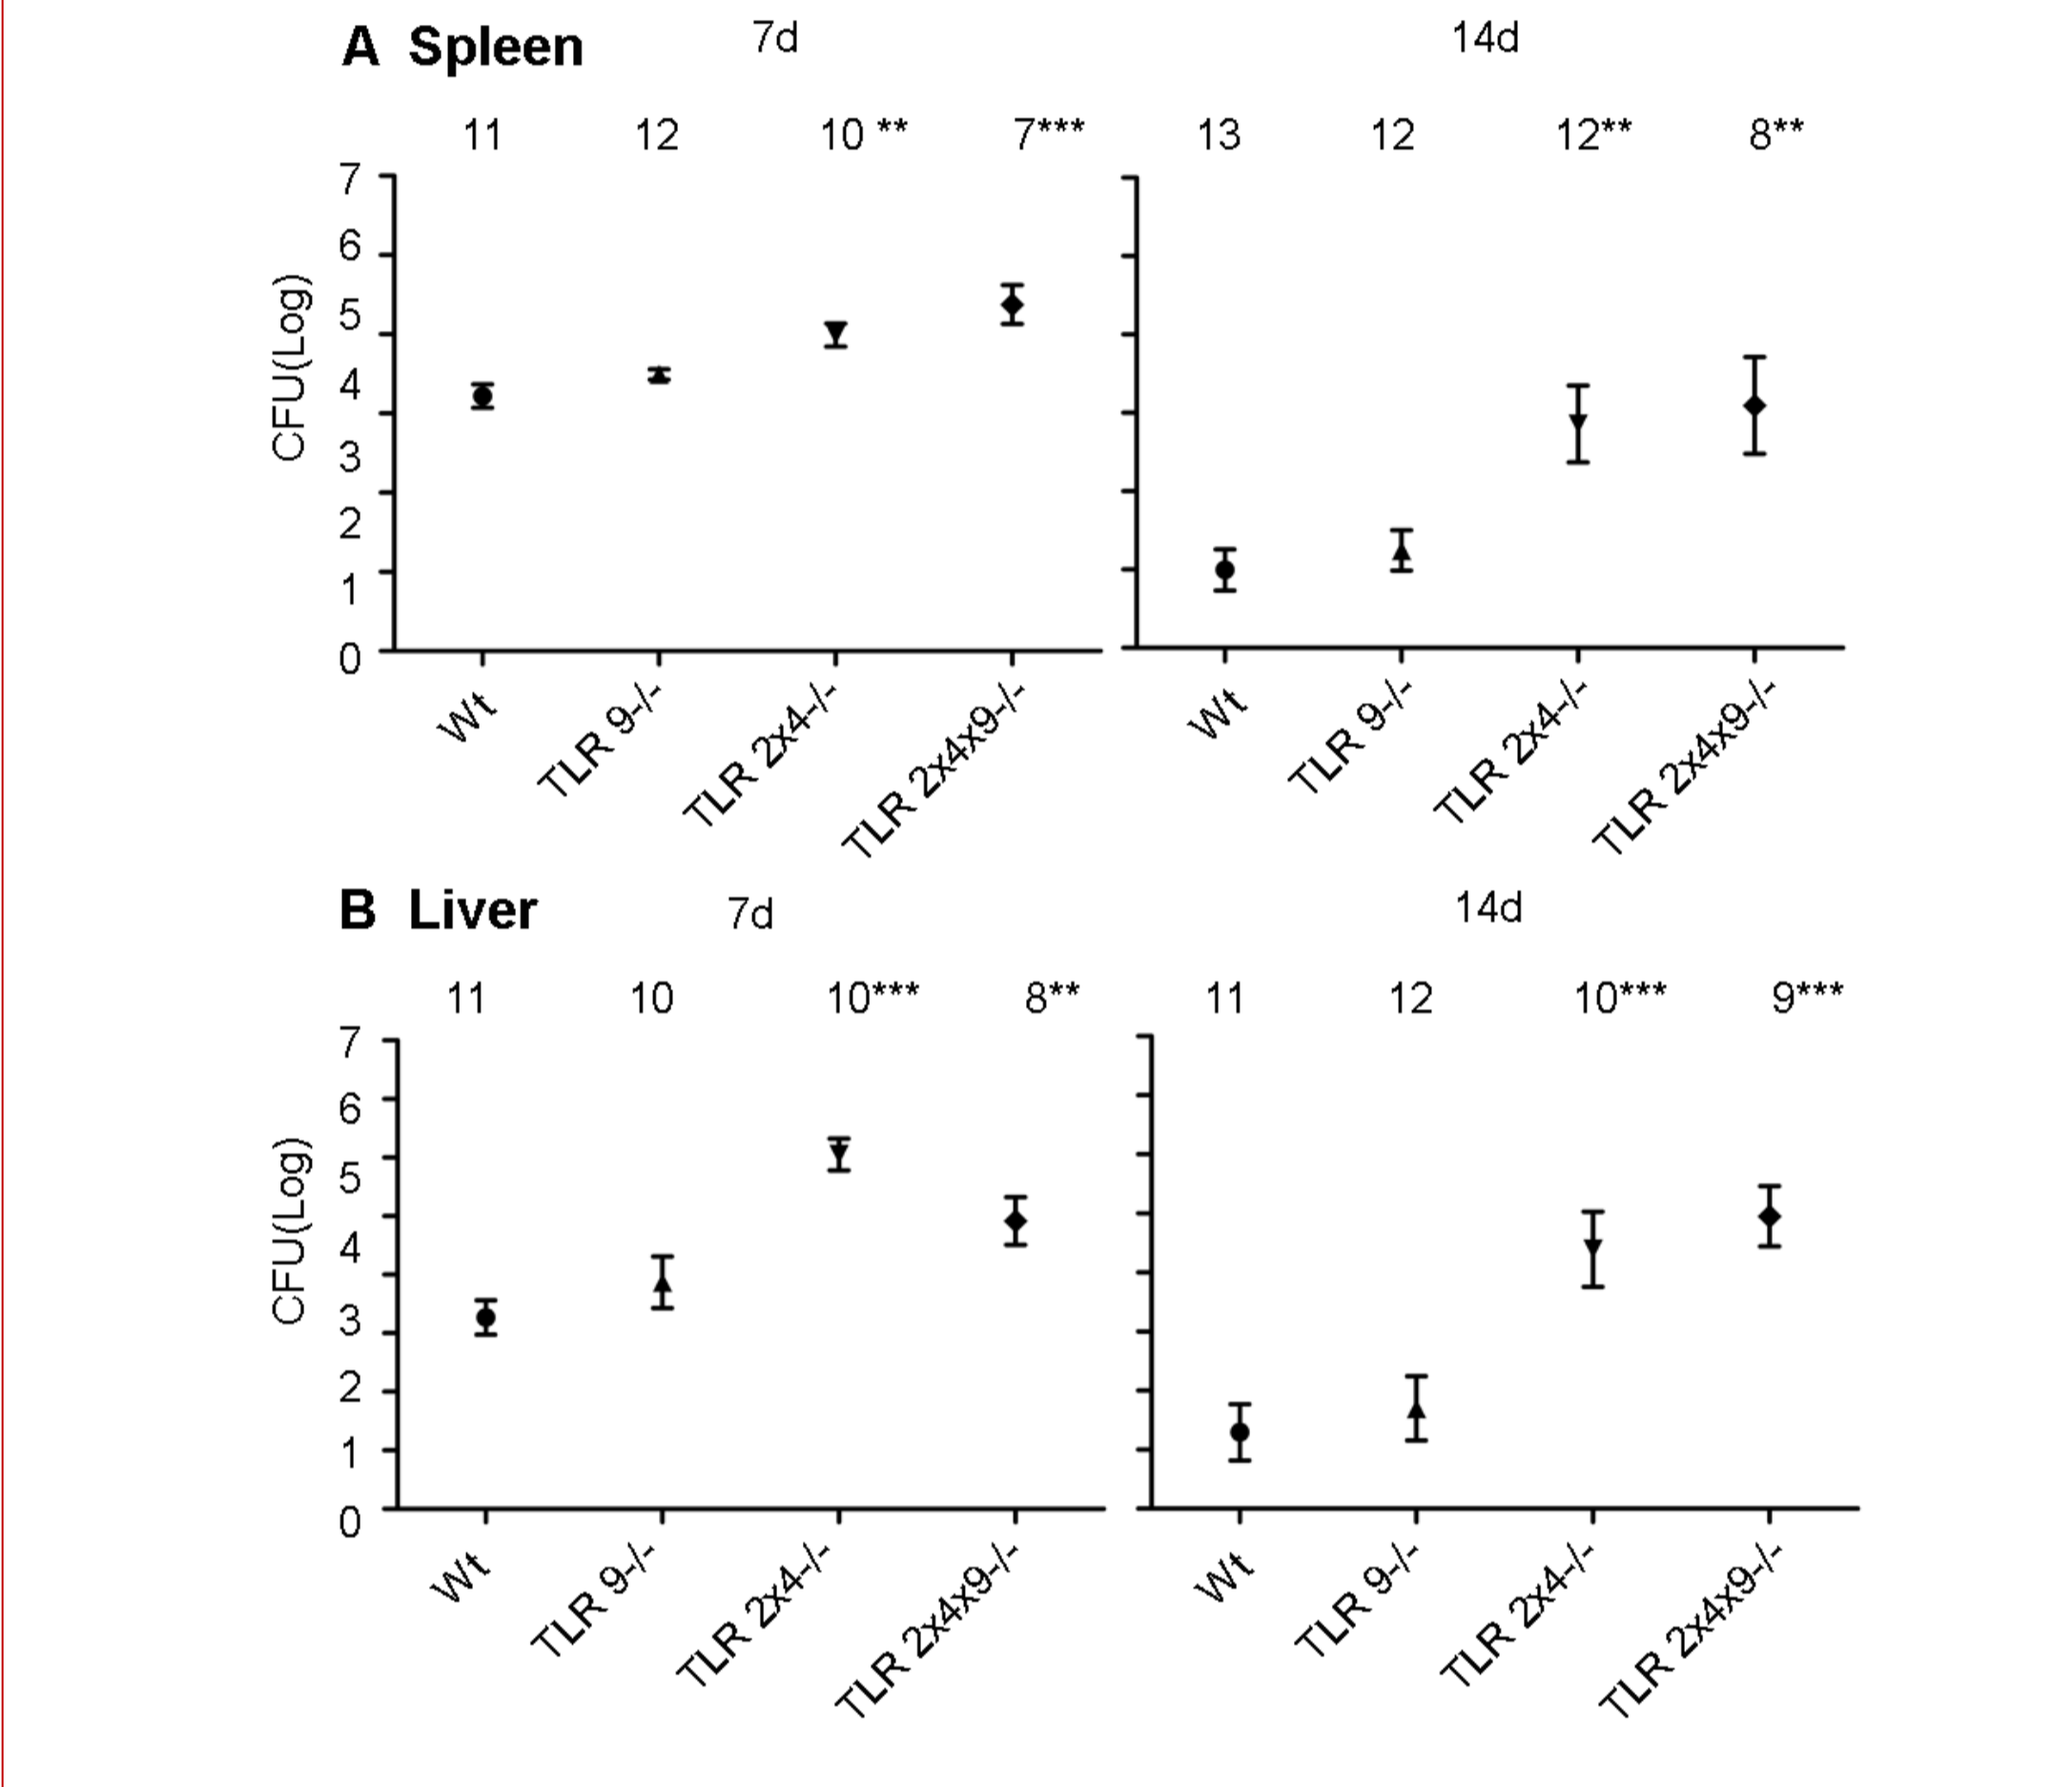 A Spleen 7d 14d
11 12 10 ** 7*** 13 12 12** 8**
7
6
5
4
3
2
1
0
CFU(Log)
Wt TLR 9-/- TLR 2x4-/- TLR 2x4x9-/- Wt TLR 9-/- TLR 2x4-/- TLR 2x4x9-/-
B Liver 7d 14d
11 10 10*** 8** 11 12 10*** 9***
7
6
5
4
3
2
1
0
CFU(Log)
Wt TLR 9-/- TLR 2x4-/- TLR 2x4x9-/- Wt TLR 9-/- TLR 2x4-/- TLR 2x4x9-/-